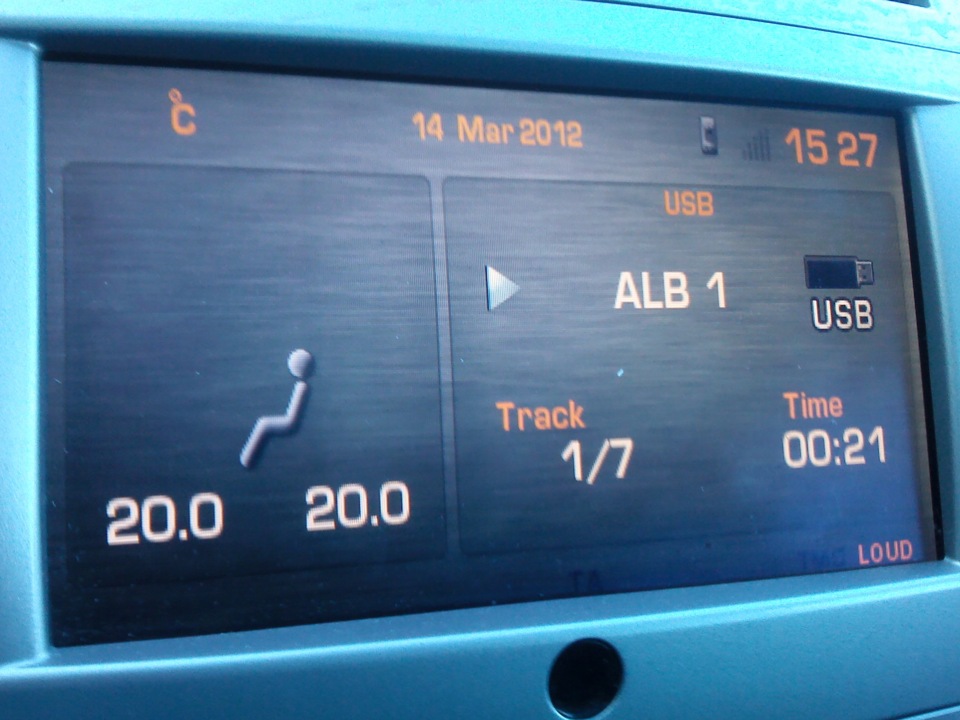 °C
14 Mar 2012
15 27
USB
ALB 1
USB
Track
1/7
Time
00:21
20.0
20.0
TA
LOUD